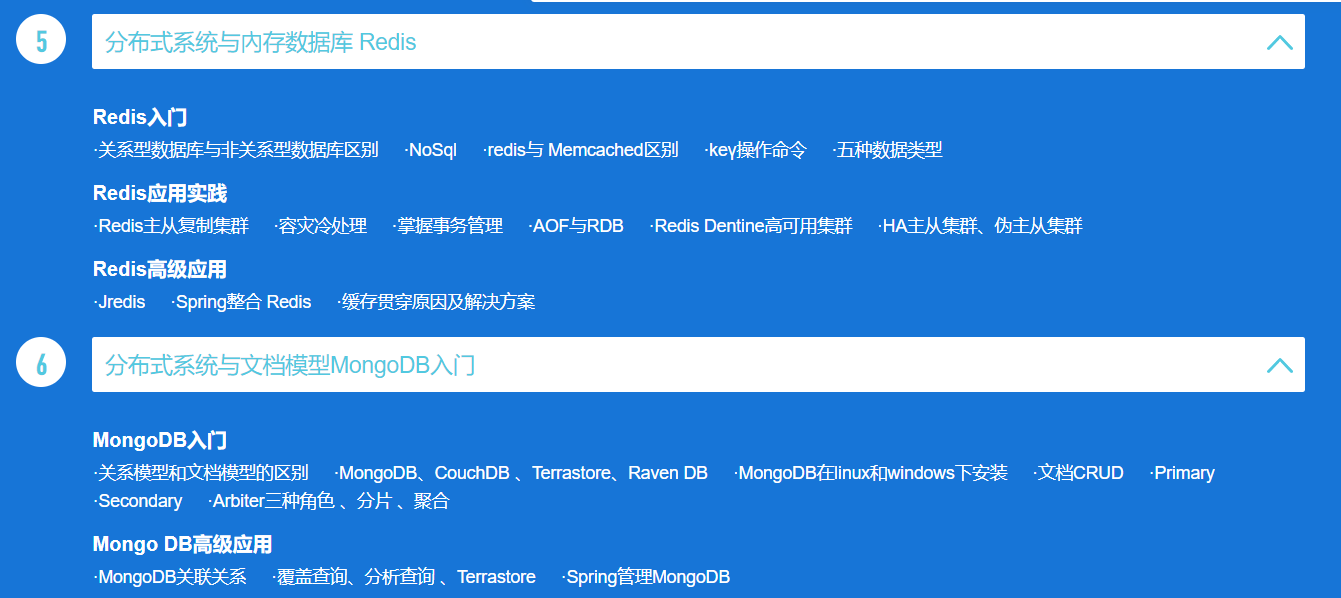 5 分布式系统与内存数据库 Redis
Redis入门
·关系型数据库与非关系型数据库区别 ·NoSql ·redis与 Memcached区别 ·key操作命令 ·五种数据类型
Redis应用实践
·Redis主从复制集群 ·容灾冷处理 ·掌握事务管理 ·AOF与RDB ·Redis Dentine高可用集群 ·HA主从集群、伪主从集群
Redis高级应用
·Jredis ·Spring整合 Redis ·缓存贯穿原因及解决方案
6 分布式系统与文档模型MongoDB入门
MongoDB入门
·关系模型和文档模型的区别 ·MongoDB、CouchDB 、Terrastore、Raven DB ·MongoDB在linux和windows下安装 ·文档CRUD ·Primary
·Secondary ·Arbiter三种角色 、分片 、聚合
Mongo DB高级应用
·MongoDB关联关系 ·覆盖查询、分析查询 、Terrastore ·Spring管理MongoDB